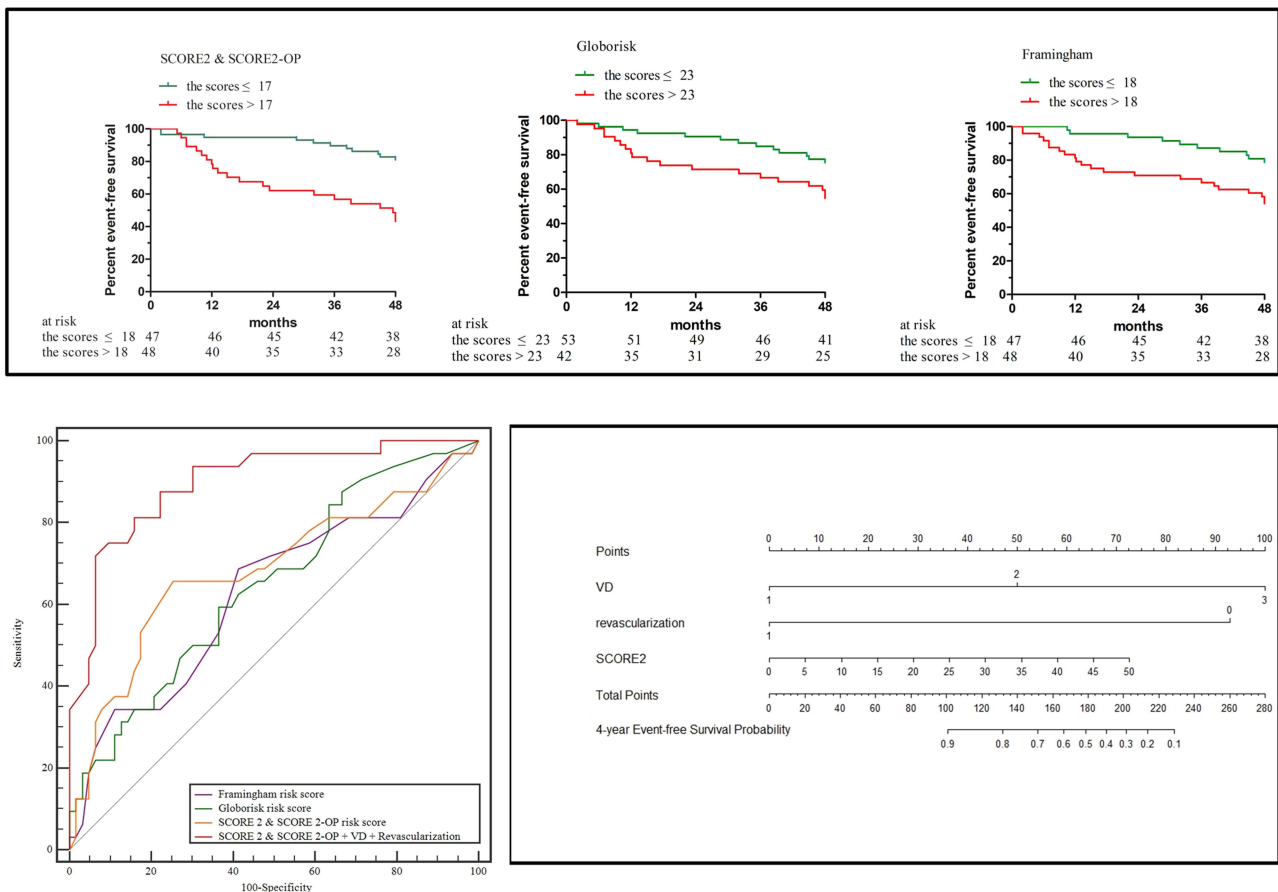 SCORE2 & SCORE2-OP
the scores ≤ 17
the scores > 17
Percent event-free survival
100
80
60
40
20
0
0 12 24 36 48
months
at risk
the scores ≤ 18 47 46 45 42 38
the scores > 18 48 40 35 33 28
Globorisk
the scores ≤ 23
the scores > 23
Percent event-free survival
100
80
60
40
20
0
0 12 24 36 48
months
at risk
the scores ≤ 23 53 51 49 46 41
the scores > 23 42 35 31 29 25
Framingham
the scores ≤ 18
the scores > 18
Percent event-free survival
100
80
60
40
20
0
0 12 24 36 48
months
at risk
the scores ≤ 18 47 46 45 42 38
the scores > 18 48 40 35 33 28
Sensitivity
100
80
60
40
20
0
0 20 40 60 80 100
100-Specificity
Framingham risk score
Globorisk risk score
SCORE 2 & SCORE 2-OP risk score
SCORE 2 & SCORE 2-OP + VD + Revascularization
Points 0 10 20 30 40 50 60 70 80 90 100
VD 1 2 3
revascularization 1 0
SCORE2 0 5 10 15 20 25 30 35 40 45 50
Total Points 0 20 40 60 80 100 120 140 160 180 200 220 240 260 280
4-year Event-free Survival Probability 0.9 0.8 0.7 0.6 0.5 0.4 0.3 0.2 0.1